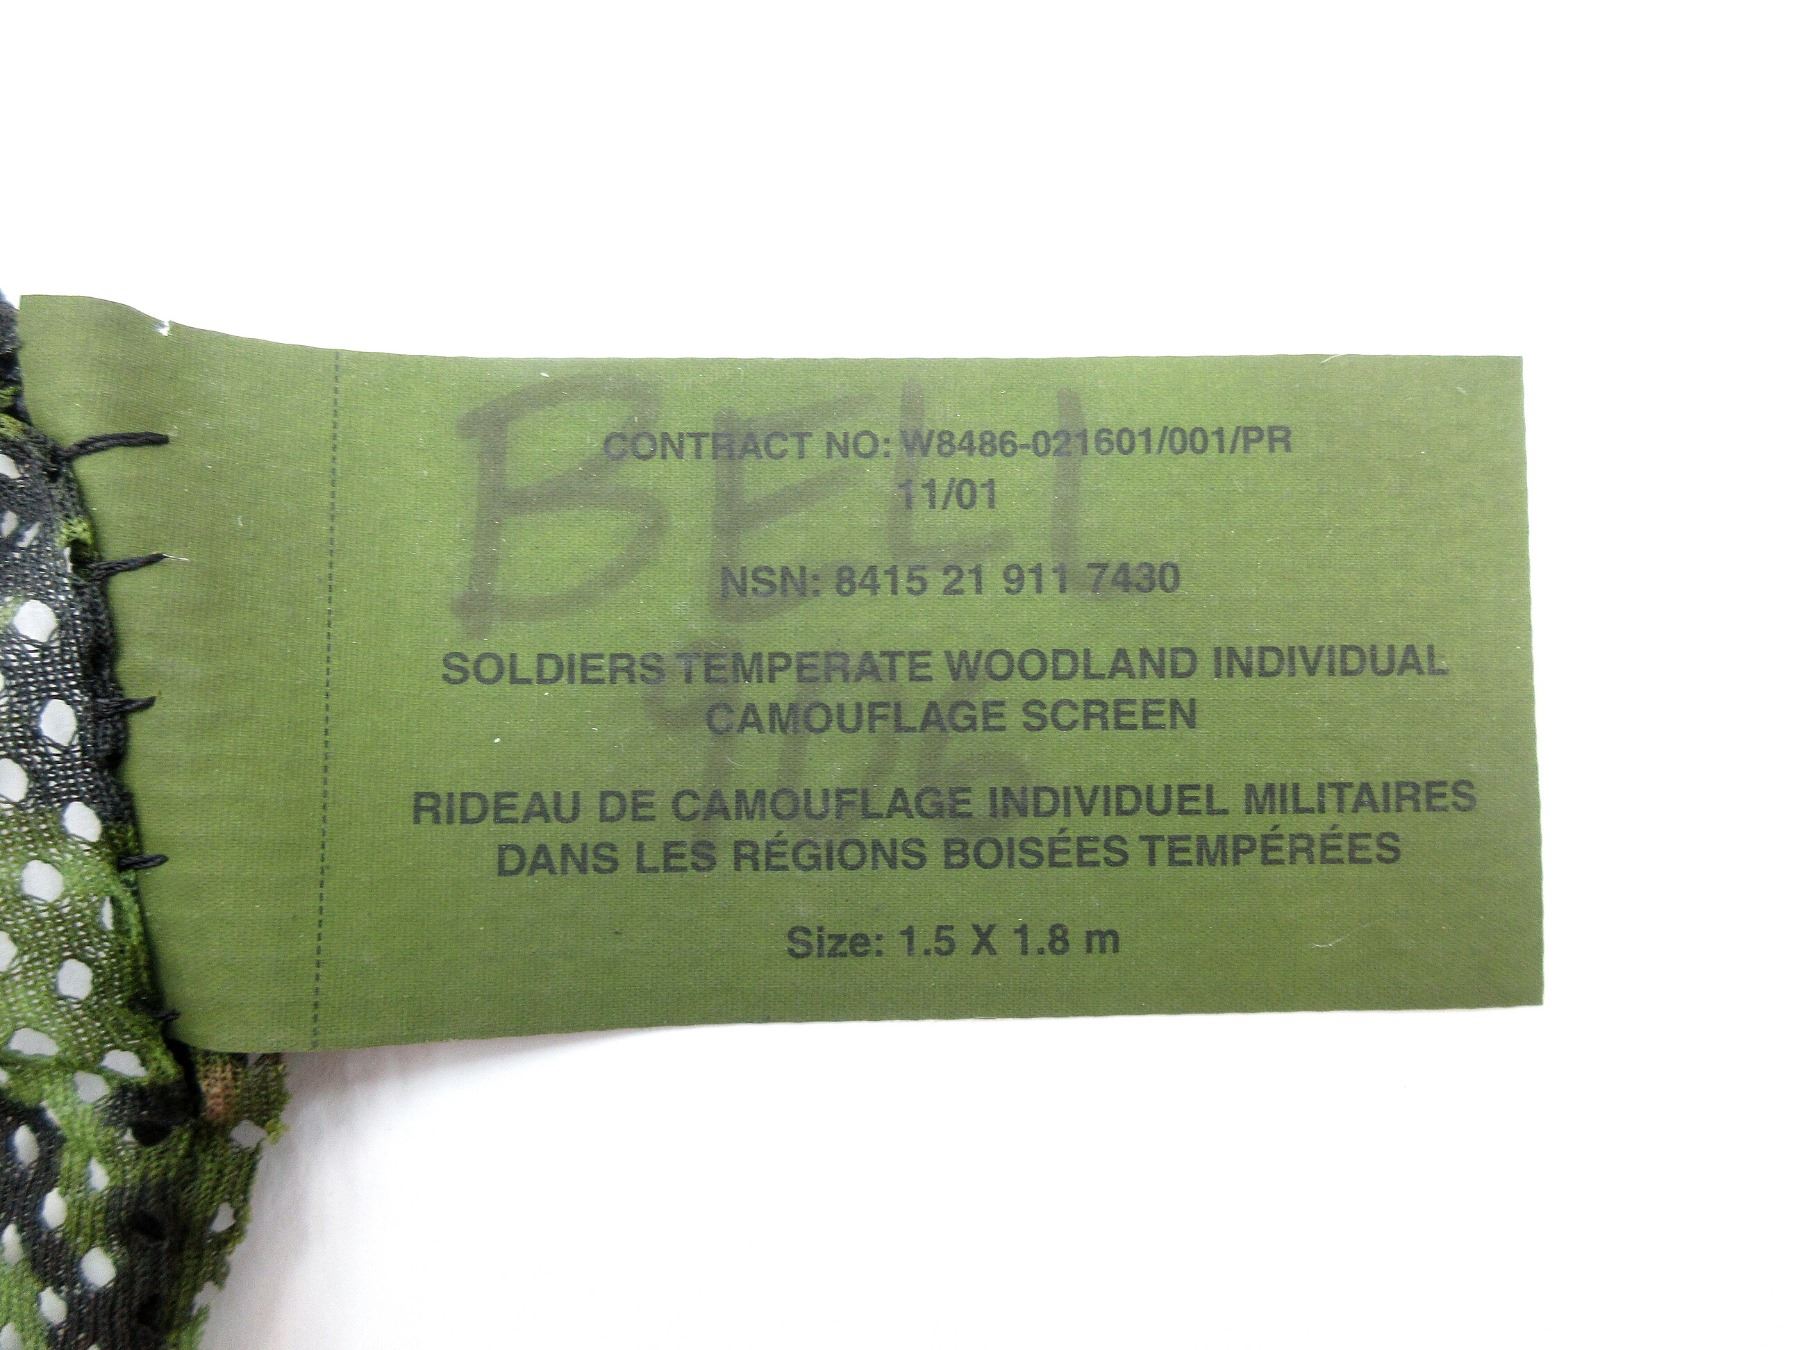 BELL
CONTRACT NO: W8486-021601/001/PR
11/01
NSN: 8415 21 911 7430
SOLDIERS TEMPERATE WOODLAND INDIVIDUAL
CAMOUFLAGE SCREEN
906
RIDEAU DE CAMOUFLAGE INDIVIDUEL MILITAIRES
DANS LES RÉGIONS BOISÉES TEMPÉRÉES
Size: 1.5 X 1.8 m